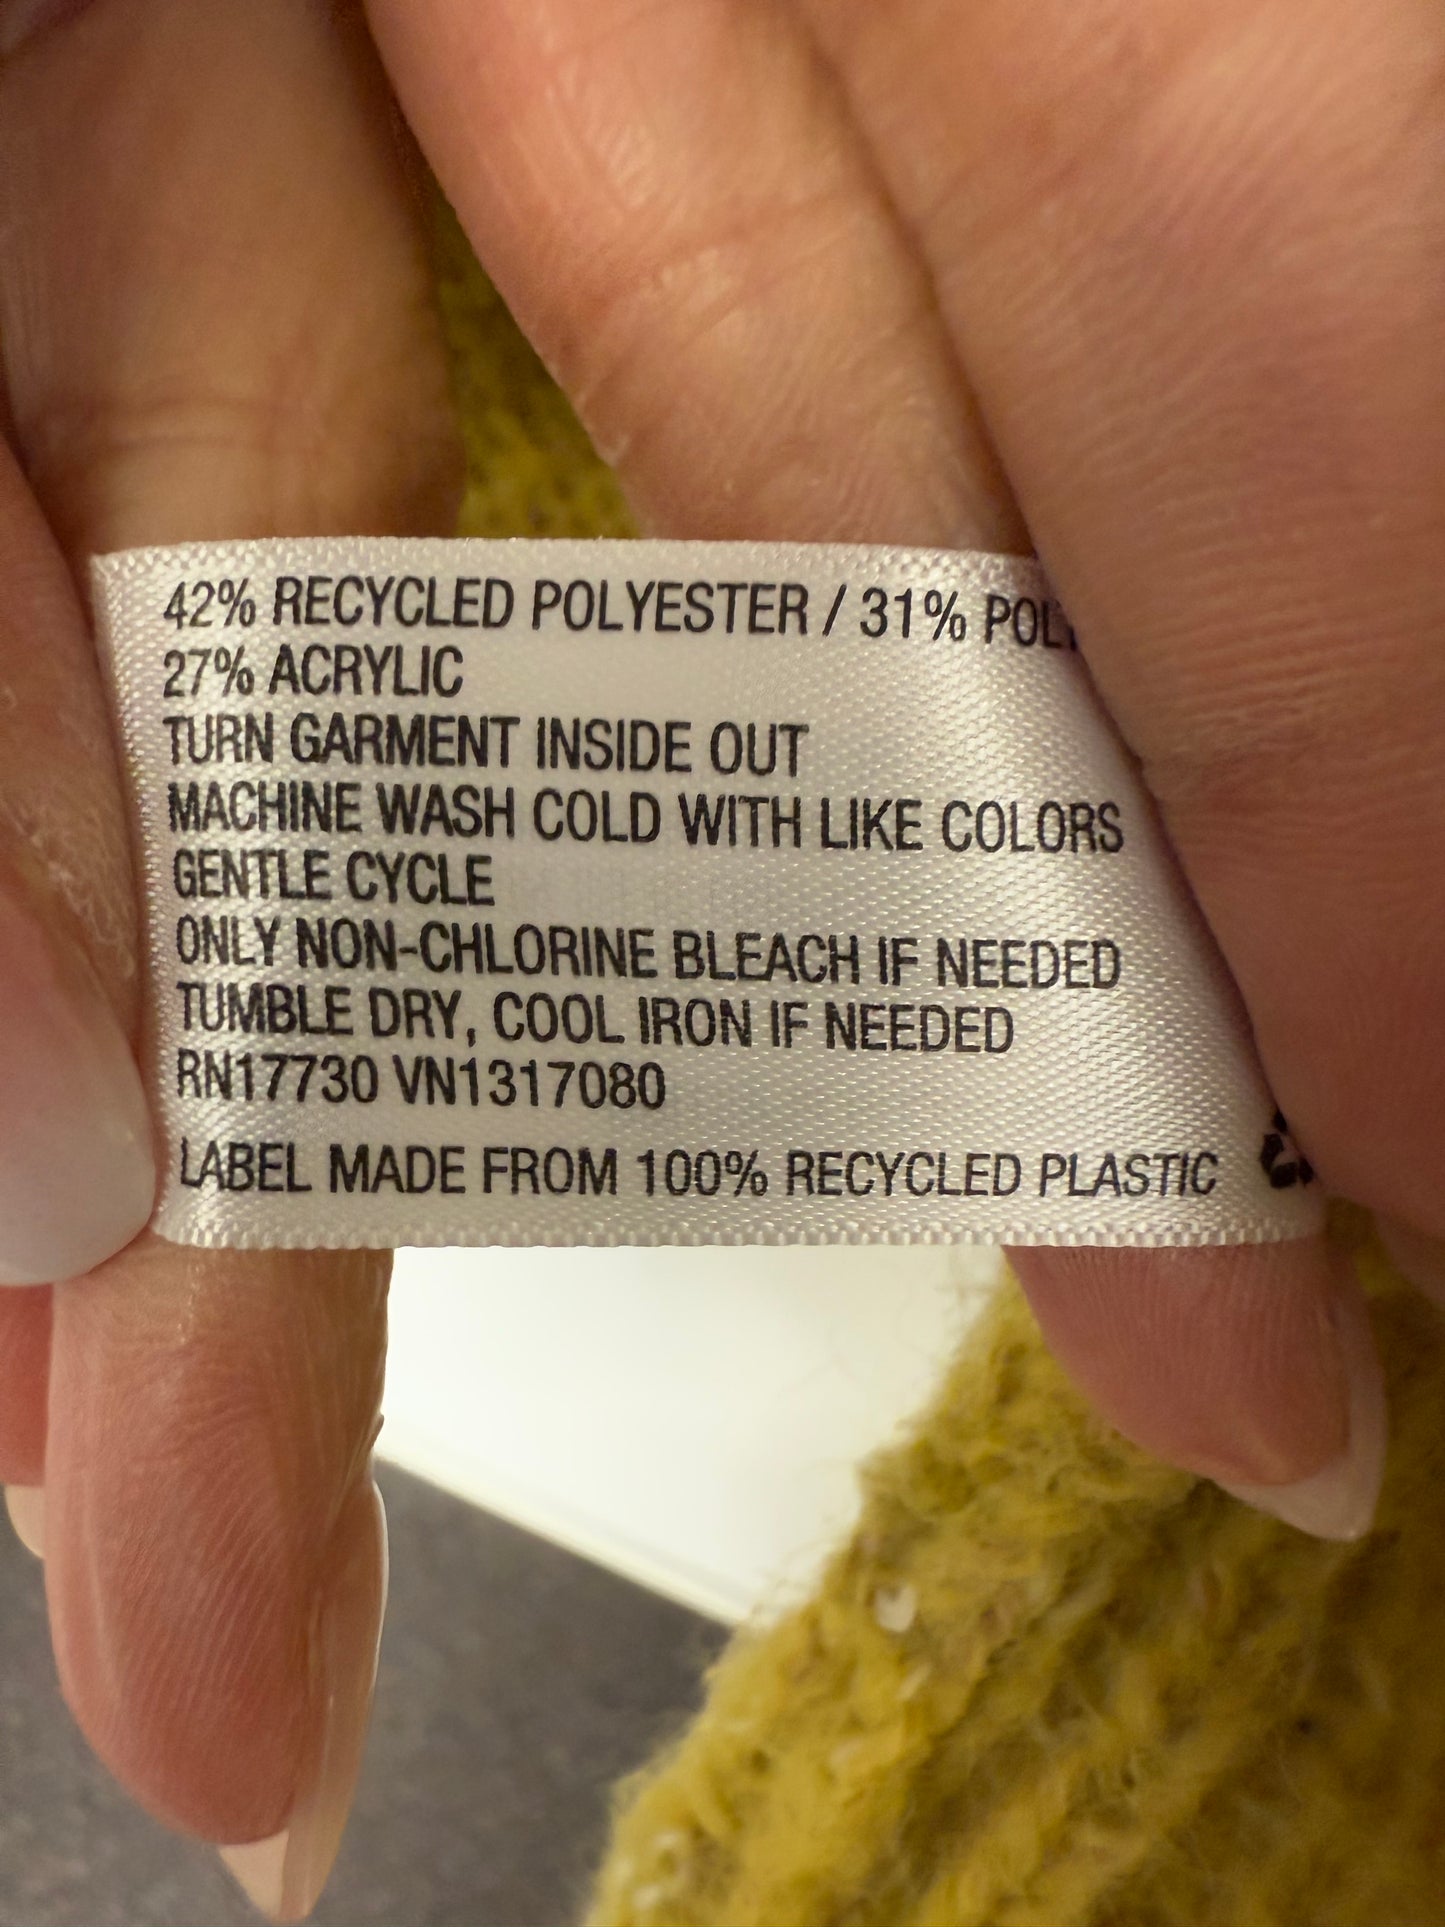 42% RECYCLED POLYESTER / 31%
27% ACRYLIC
TURN GARMENT INSIDE OUT
MACHINE WASH COLD WITH LIKE COLORS
GENTLE CYCLE
ONLY NON-CHLORINE BLEACH IF NEEDED
TUMBLE DRY, COOL IRON IF NEEDED
RN17730 VN1317080
LABEL MADE FROM 100% RECYCLED PLASTIC